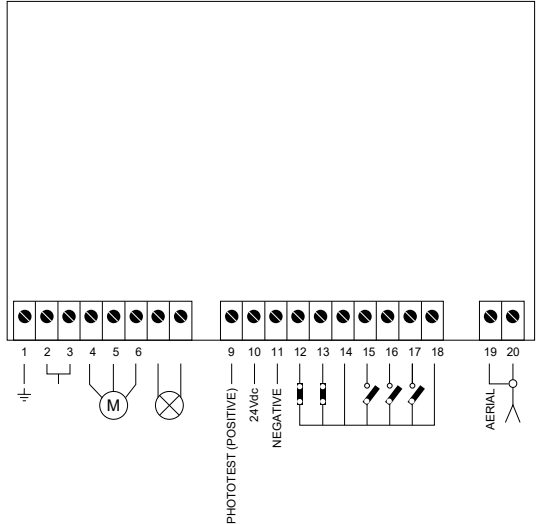 1 2 3 4 5 6 9 10 11 12 13 14 15 16 17 18 19 20
M
PHOTOTEST (POSITIVE)
24Vdc
NEGATIVE
AERIAL